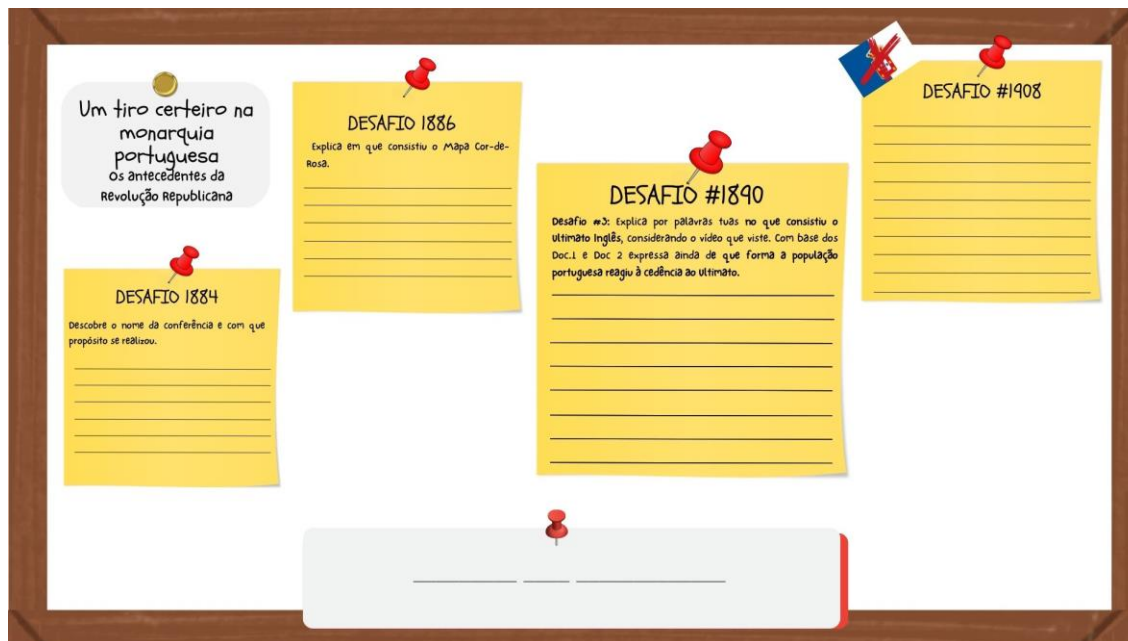 Um tiro certeiro na
monarquia
portuguesa
Os antecedentes da
Revolução Republicana
DESAFIO 1884
Descobre o nome da conferência e com que
propósito se realizou.
DESAFIO 1886
Explica em que consistiu o Mapa Cor-de-
Rosa.
DESAFIO #1890
Desafio #3: Explica por palavras tuas no que consistiu o
Ultimato Inglês, considerando o vídeo que viste. Com base dos
Doc.1 e Doc 2 expressa ainda de que forma a população
portuguesa reagiu à cedência ao Ultimato.
DESAFIO #1908